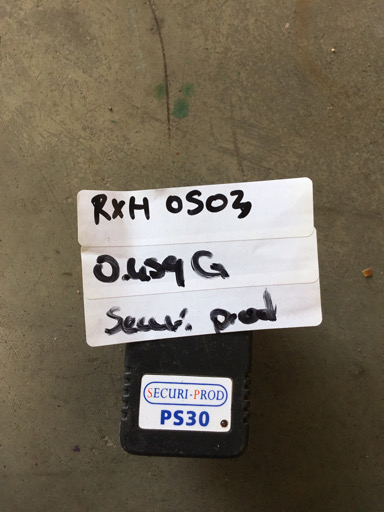 RxH 0503
0.459 G
Securi. prod
SECURI-PROD
PS30